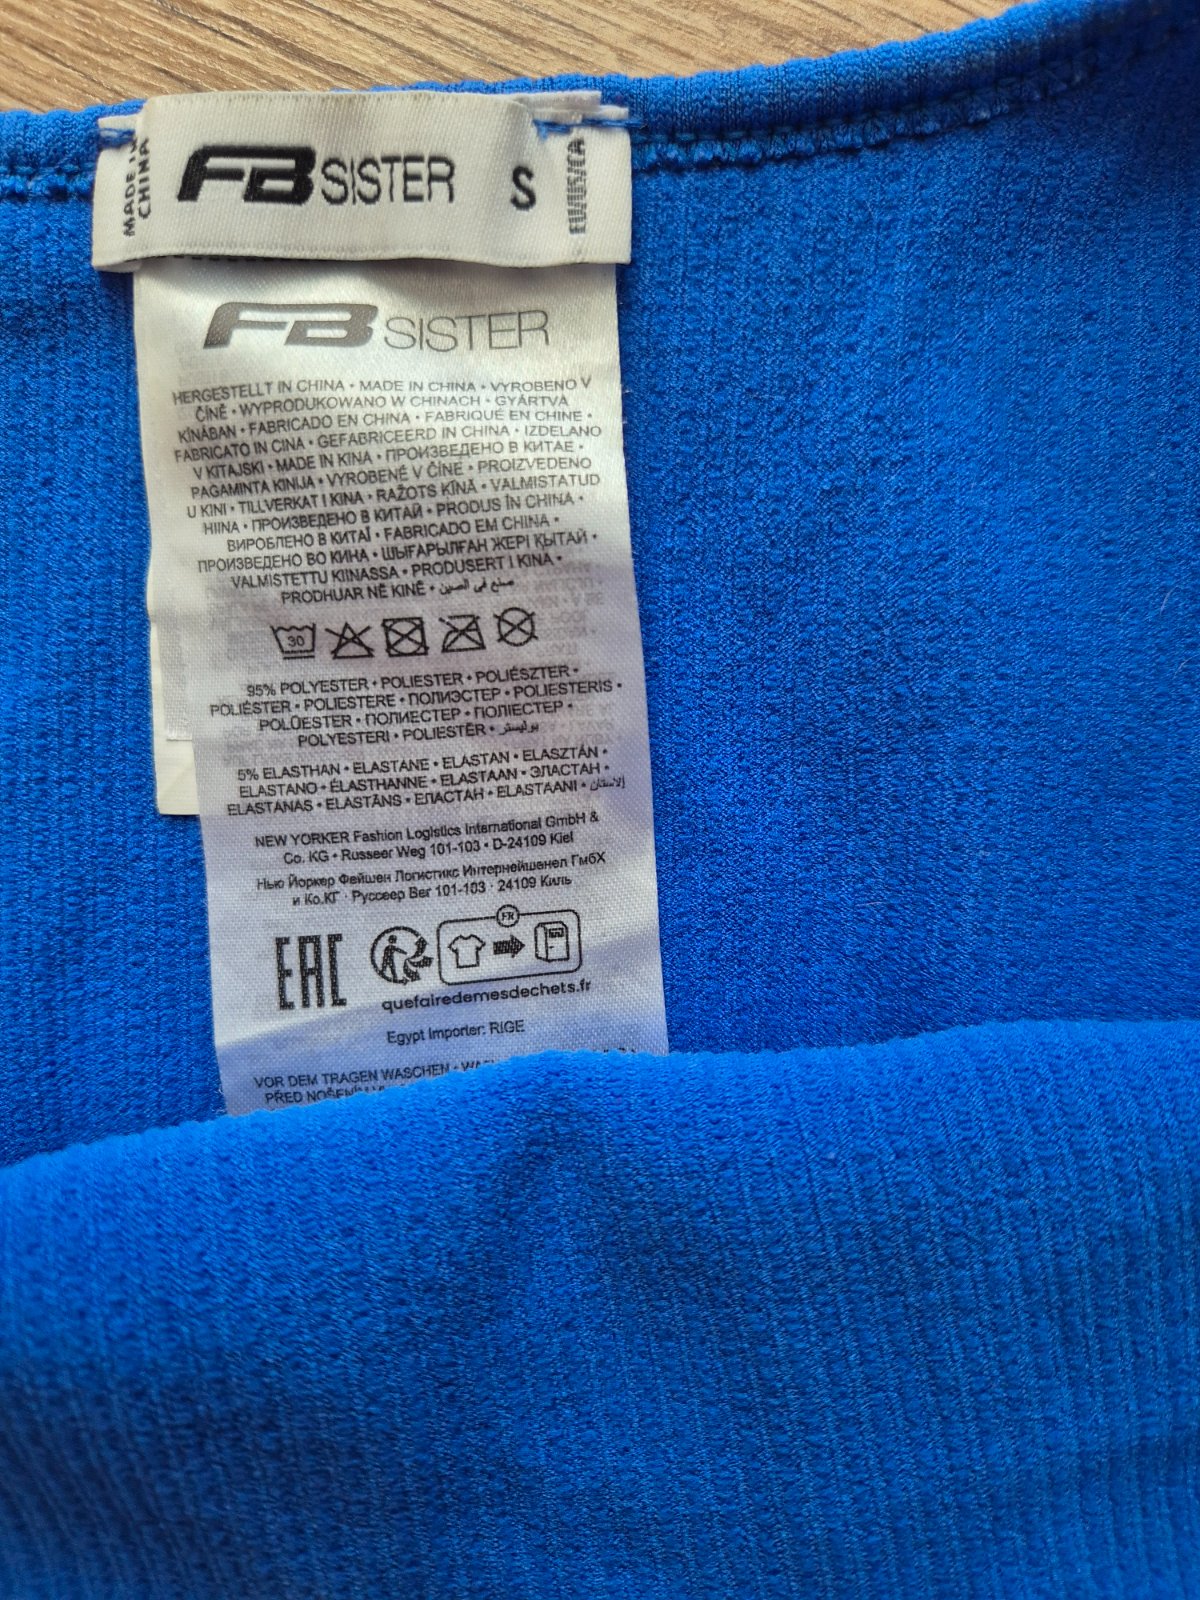 MADE IN CHINA
FB SISTER S
FB SISTER
HERGESTELLT IN CHINA • MADE IN CHINA • VYROBENO V
ČÍNĚ • WYPRODUKOWANO W CHINACH • GYÁRTVA
KÍNÁBAN • FABRICADO EN CHINA • FABRIQUÉ EN CHINE •
FABRICATO IN CINA • GEFABRICEERD IN CHINA • IZDELANO
V KITAJSKI • MADE IN KINA • ПРОИЗВЕДЕНО В КИТАЕ •
PAGAMINTA KINIJA • VYROBENÉ V ČÍNE • PROIZVEDENO
U KINI • TILLVERKAT I KINA • RAŽOTS ĶĪNĀ • VALMISTATUD
HIINA • ПРОИЗВЕДЕНО В КИТАЙ • PRODUS ÎN CHINA •
ВИРОБЛЕНО В КИТАЇ • FABRICADO EM CHINA •
ПРОИЗВЕДЕНО ВО КИНА • ШЫҒАРЫЛҒАН ЖЕРІ ҚЫТАЙ •
VALMISTETTU KIINASSA • PRODUSERT I KINA •
PRODHUAR NË KINË • صنع في الصين
30
95% POLYESTER • POLIESTER • POLIÉSZTER •
POLIÉSTER • POLIESTERE • ПОЛИЭСТЕР • POLIESTERIS •
POLÜESTER • ПОЛИЕСТЕР • ПОЛІЕСТЕР •
POLYESTERI • POLIESTĒR • بوليستر
5% ELASTHAN • ELASTANE • ELASTAN • ELASZTÁN •
ELASTANO • ÉLASTHANNE • ELASTAAN • ЭЛАСТАН •
ELASTANAS • ELASTĀNS • ЕЛАСТАН • ELASTAANI • الإلاستان
NEW YORKER Fashion Logistics International GmbH &
Co. KG • Russeer Weg 101-103 • D-24109 Kiel
Нью Йоркер Фейшен Логистикс Интернейшенел ГмбХ
и Ко.КГ · Руссеер Вег 101-103 · 24109 Киль
FR
EAC
quefairedemesdechets.fr
Egypt Importer: RIGE
VOR DEM TRAGEN WASCHEN •
PŘED NOŠENÍM